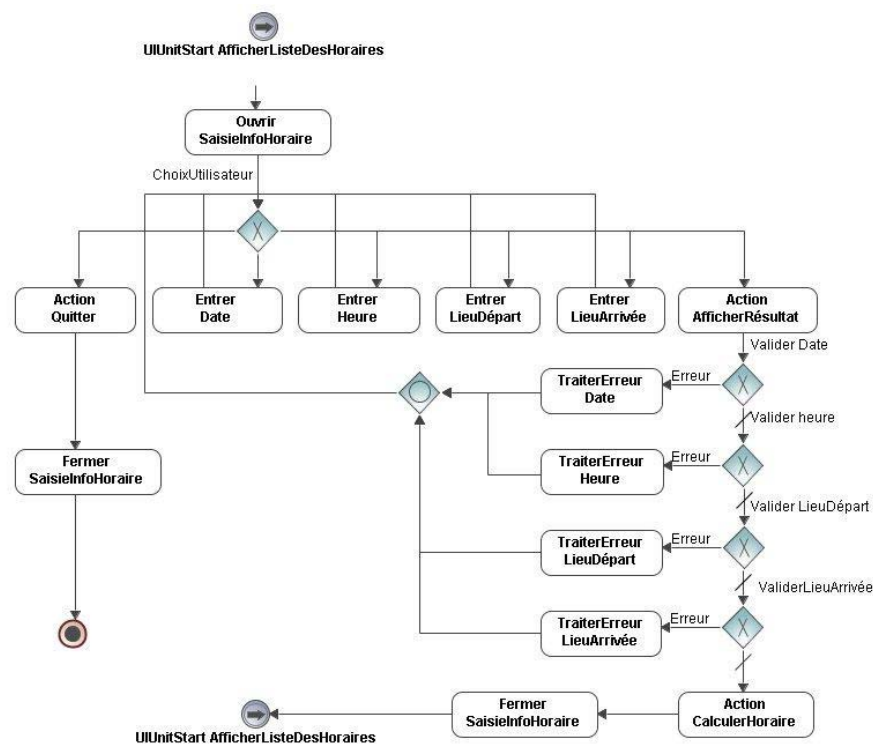 UIUnitStart AfficherListeDesHoraires
Ouvrir
SaisieInfoHoraire
ChoixUtilisateur
Action
Quitter
Entrer
Date
Entrer
Heure
Entrer
LieuDépart
Entrer
LieuArrivée
Action
AfficherRésultat
Valider Date
TraiterErreur
Date
Erreur
Valider heure
Fermer
SaisieInfoHoraire
TraiterErreur
Heure
Erreur
Valider LieuDépart
TraiterErreur
LieuDépart
Erreur
ValiderLieuArrivée
TraiterErreur
LieuArrivée
Erreur
Action
CalculerHoraire
Fermer
SaisieInfoHoraire
UIUnitStart AfficherListeDesHoraires